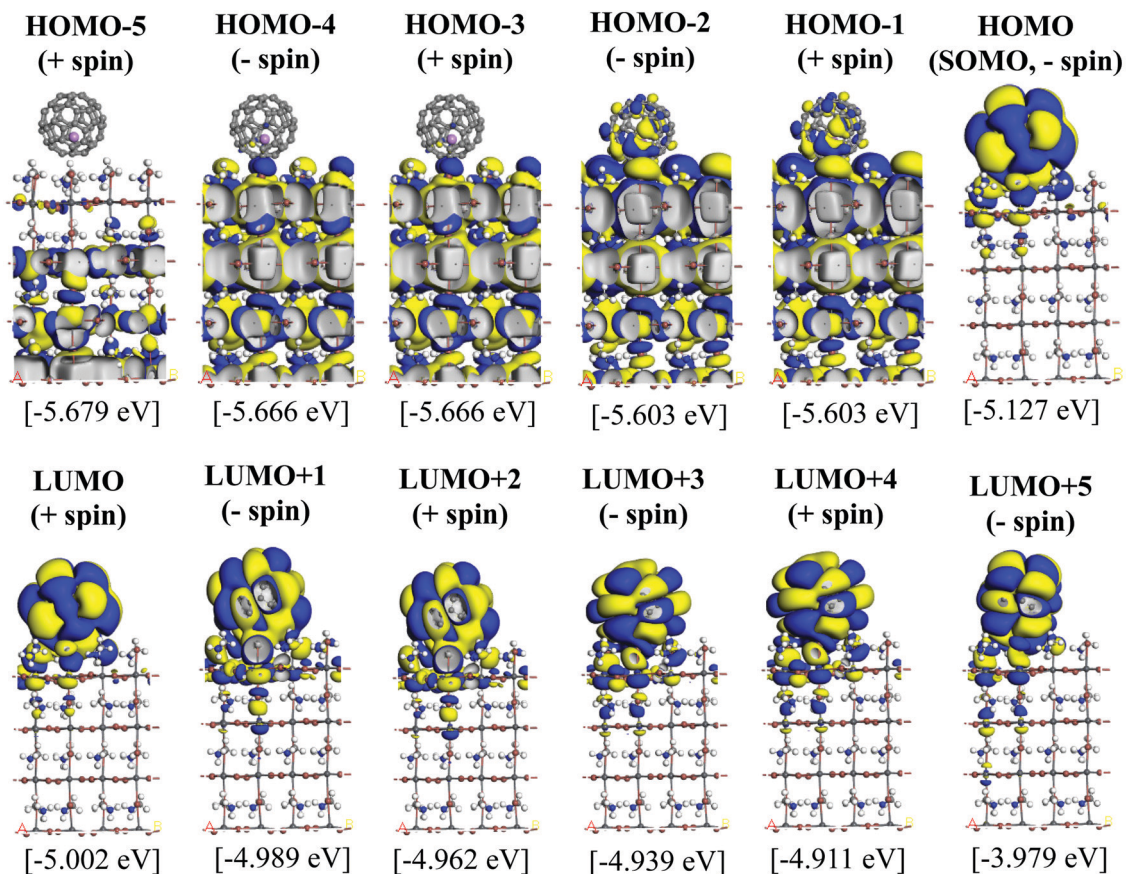 HOMO-5 HOMO-4 HOMO-3 HOMO-2 HOMO-1 HOMO
(+ spin) (- spin) (+ spin) (- spin) (+ spin) (SOMO, - spin)
A B A B A B A B A B A B
[-5.679 eV] [-5.666 eV] [-5.666 eV] [-5.603 eV] [-5.603 eV] [-5.127 eV]
LUMO LUMO+1 LUMO+2 LUMO+3 LUMO+4 LUMO+5
(+ spin) (- spin) (+ spin) (- spin) (+ spin) (- spin)
A B A B A B A B A B A B
[-5.002 eV] [-4.989 eV] [-4.962 eV] [-4.939 eV] [-4.911 eV] [-3.979 eV]